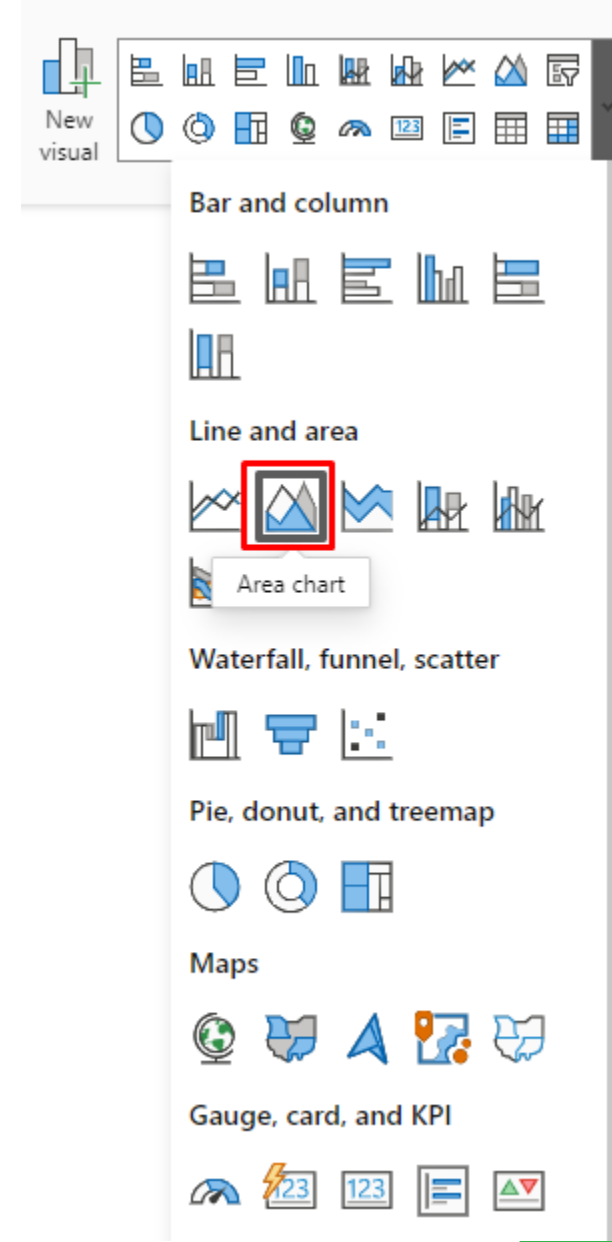 New
visual
123
Bar and column
Line and area
Area chart
Waterfall, funnel, scatter
Pie, donut, and treemap
Maps
Gauge, card, and KPI
123
123